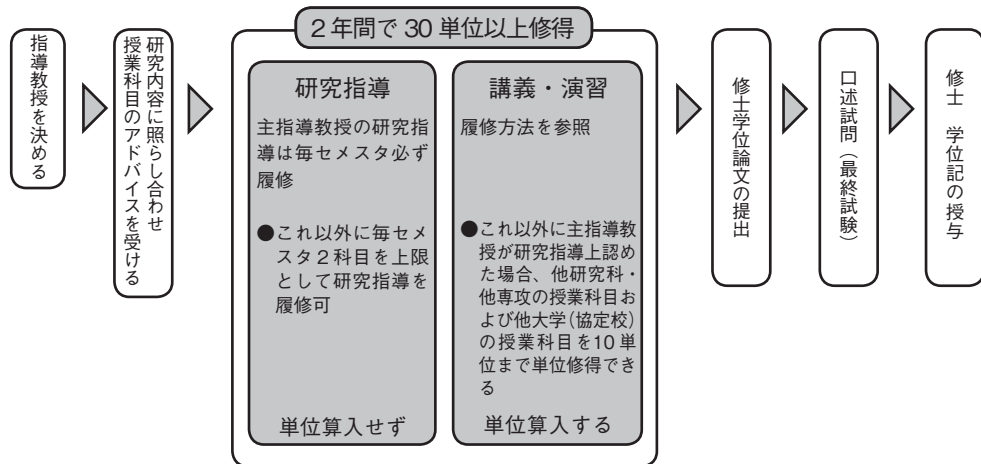 指導教授を決める
研究内容に照らし合わせ
授業科目のアドバイスを受ける
2年間で30単位以上修得
研究指導
主指導教授の研究指
導は毎セメスタ必ず
履修
●これ以外に毎セメ
スタ2科目を上限
として研究指導を
履修可
単位算入せず
講義・演習
履修方法を参照
●これ以外に主指導教
授が研究指導上認め
た場合、他研究科・
他専攻の授業科目お
よび他大学(協定校)
の授業科目を10単
位まで単位修得でき
る
単位算入する
修士学位論文の提出
口述試問(最終試験)
修士 学位記の授与